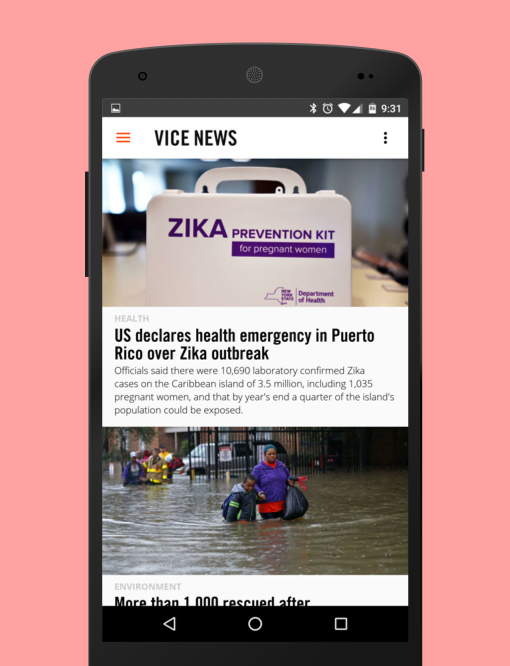 9:31
VICE NEWS
ZIKA PREVENTION KIT
for pregnant women
NEW YORK STATE
Department of Health
HEALTH
US declares health emergency in Puerto
Rico over Zika outbreak
Officials said there were 10,690 laboratory confirmed Zika
cases on the Caribbean island of 3.5 million, including 1,035
pregnant women, and that by year's end a quarter of the island's
population could be exposed.
ENVIRONMENT
More than 1,000 rescued after